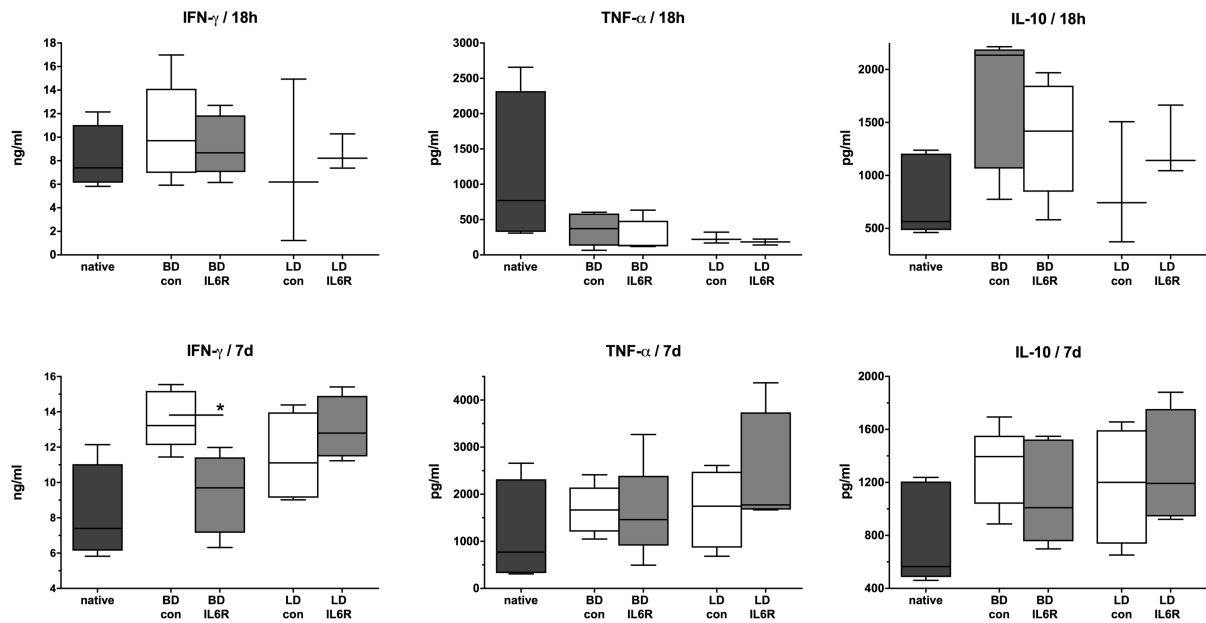 IFN-γ / 18h
ng/ml
18
16
14
12
10
8
6
4
2
0
native BD con BD IL6R LD con LD IL6R
TNF-α / 18h
pg/ml
3000
2500
2000
1500
1000
500
0
native BD con BD IL6R LD con LD IL6R
IL-10 / 18h
pg/ml
2000
1500
1000
500
native BD con BD IL6R LD con LD IL6R
IFN-γ / 7d
ng/ml
16
14
12
10
8
6
4
*
native BD con BD IL6R LD con LD IL6R
TNF-α / 7d
pg/ml
4000
3000
2000
1000
0
native BD con BD IL6R LD con LD IL6R
IL-10 / 7d
pg/ml
2000
1600
1200
800
400
native BD con BD IL6R LD con LD IL6R